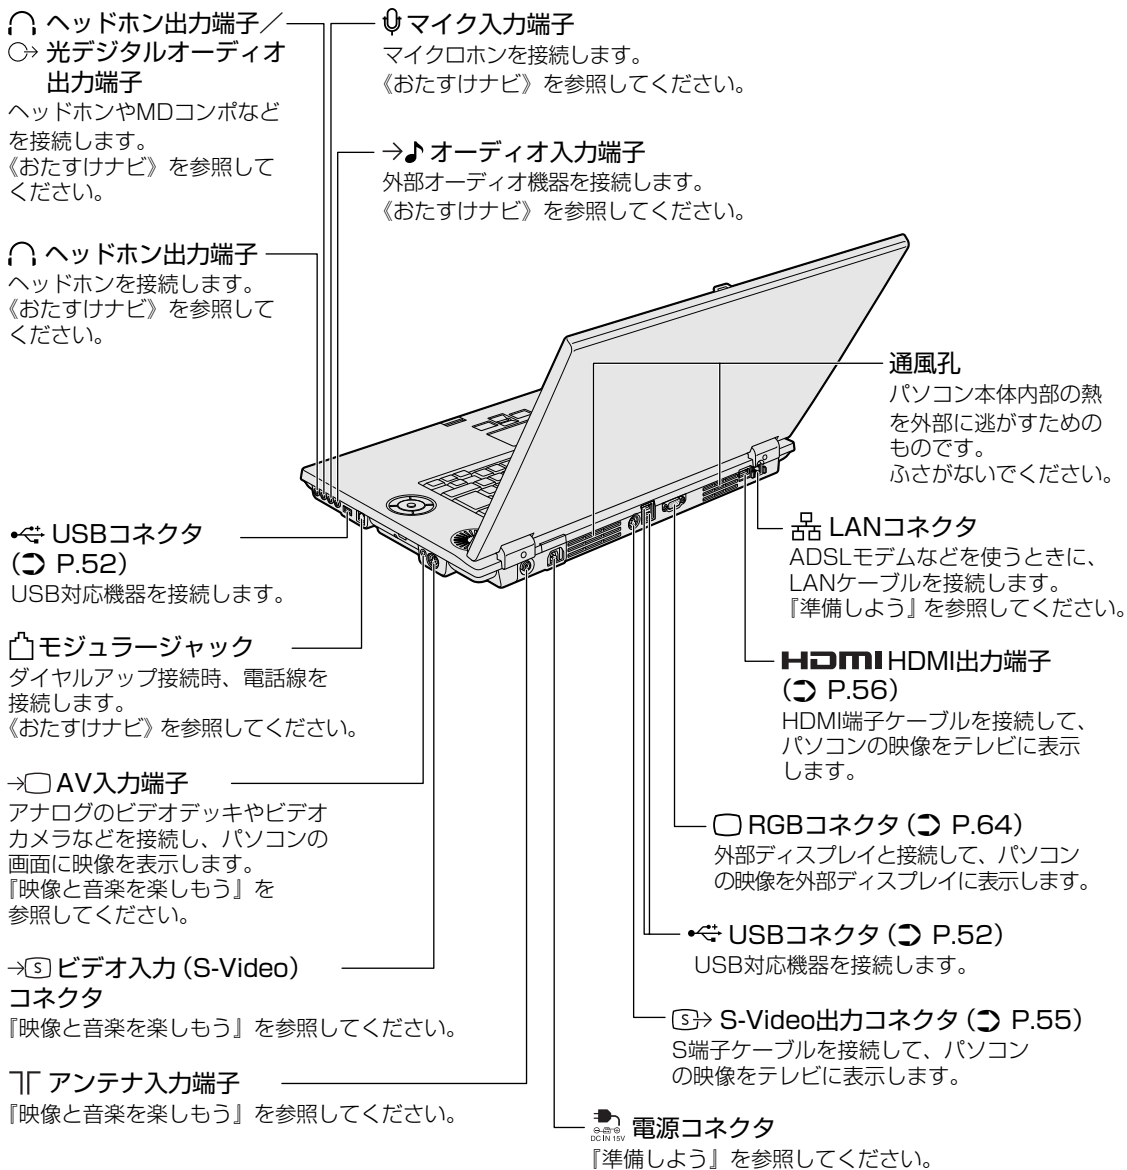 ヘッドホン出力端子／
光デジタルオーディオ
出力端子
ヘッドホンやMDコンポなど
を接続します。
《おたすけナビ》を参照して
ください。
ヘッドホン出力端子
ヘッドホンを接続します。
《おたすけナビ》を参照して
ください。
USBコネクタ
(➲ P.52)
USB対応機器を接続します。
モジュラージャック
ダイヤルアップ接続時、電話線を
接続します。
《おたすけナビ》を参照してください。
→AV入力端子
アナログのビデオデッキやビデオ
カメラなどを接続し、パソコンの
画面に映像を表示します。
『映像と音楽を楽しもう』を
参照してください。
→Ⓢビデオ入力(S-Video)
コネクタ
『映像と音楽を楽しもう』を参照してください。
アンテナ入力端子
『映像と音楽を楽しもう』を参照してください。
マイク入力端子
マイクロホンを接続します。
《おたすけナビ》を参照してください。
→♪オーディオ入力端子
外部オーディオ機器を接続します。
《おたすけナビ》を参照してください。
通風孔
パソコン本体内部の熱
を外部に逃がすための
ものです。
ふさがないでください。
LANコネクタ
ADSLモデムなどを使うときに、
LANケーブルを接続します。
『準備しよう』を参照してください。
HDMI HDMI出力端子
(➲ P.56)
HDMI端子ケーブルを接続して、
パソコンの映像をテレビに表示
します。
RGBコネクタ(➲ P.64)
外部ディスプレイと接続して、パソコン
の映像を外部ディスプレイに表示します。
USBコネクタ(➲ P.52)
USB対応機器を接続します。
Ⓢ→ S-Video出力コネクタ(➲ P.55)
S端子ケーブルを接続して、パソコン
の映像をテレビに表示します。
DC IN 15V 電源コネクタ
『準備しよう』を参照してください。